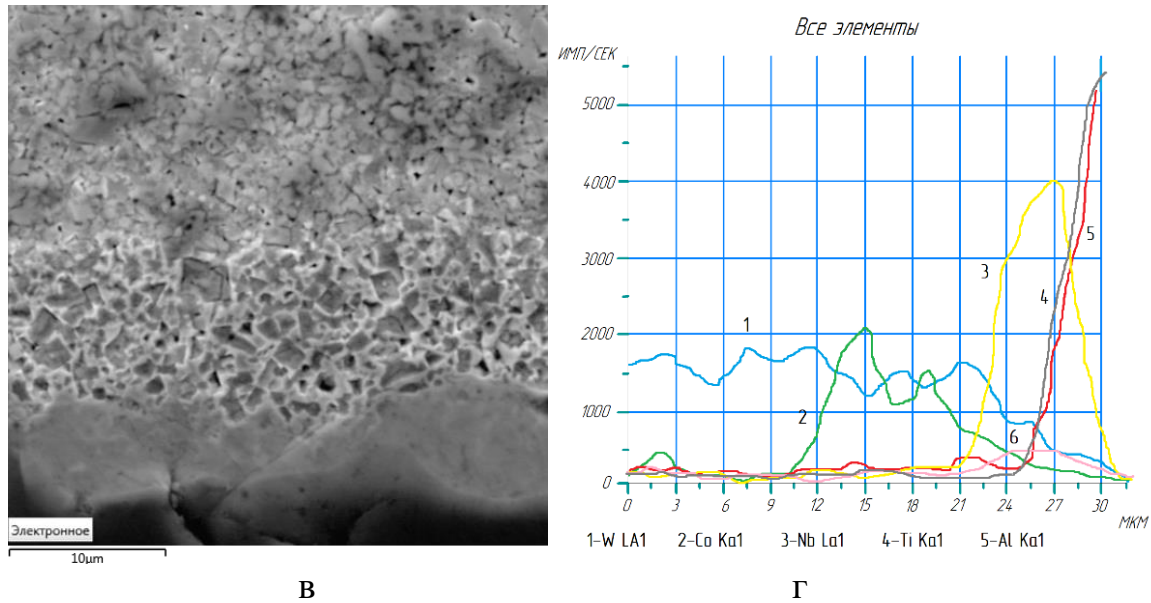 Электронное
10µm
в
Все элементы
ИМП/СЕК
5000
4000
3000
2000
1000
0
1
2
3
4
5
6
0 3 6 9 12 15 18 21 24 27 30
МКМ
1-W LA1 2-Co Ka1 3-Nb La1 4-Ti Ka1 5-Al Ka1
г